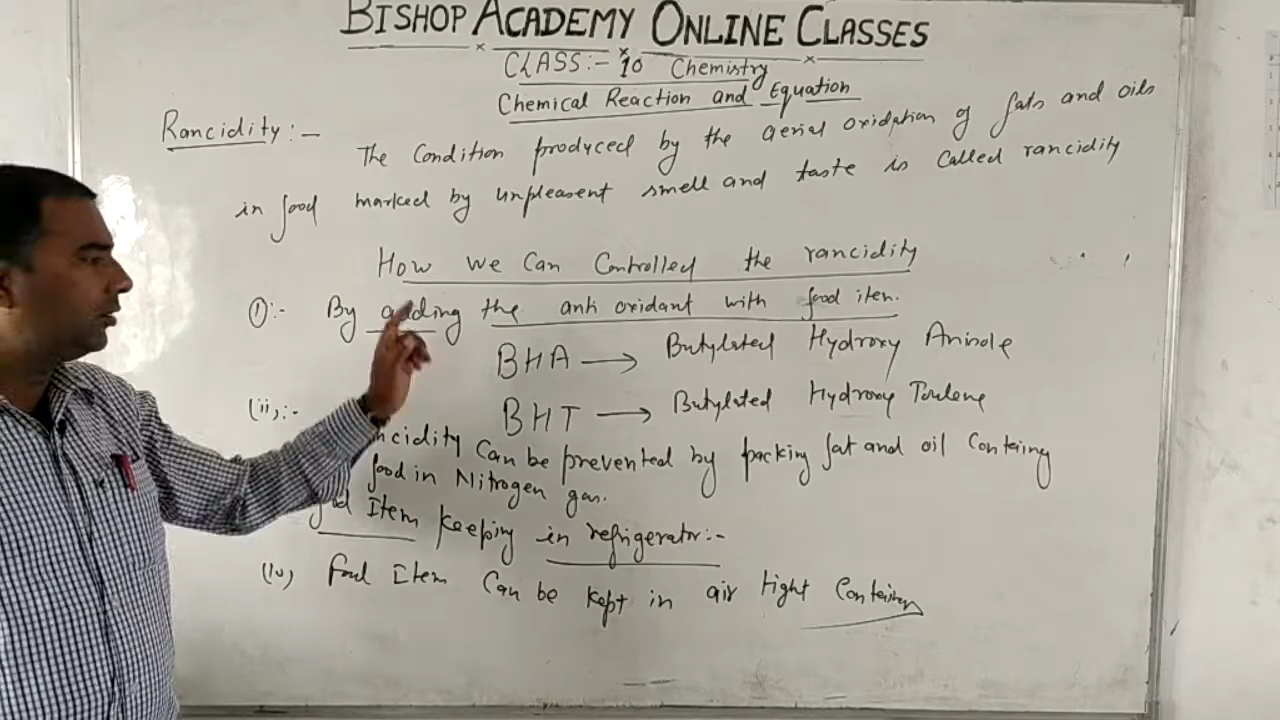 BISHOP ACADEMY ONLINE CLASSES
CLASS:- 10 Chemistry
Chemical Reaction and Equation
Rancidity:-
The Condition produced by the aerial oxidation of fats and oils
in food marked by unpleasent smell and taste is called rancidity
How we Can Controlled the rancidity
(1):- By adding the anti oxidant with food item.
BHA → Butylated Hydroxy Anisole
(ii):- BHT → Butylated Hydroxy Toulene
ncidity Can be prevented by packing fat and oil Containg
food in Nitrogen gas.
Item keeping in refrigerator:-
(iv) Food Item Can be kept in air tight Container